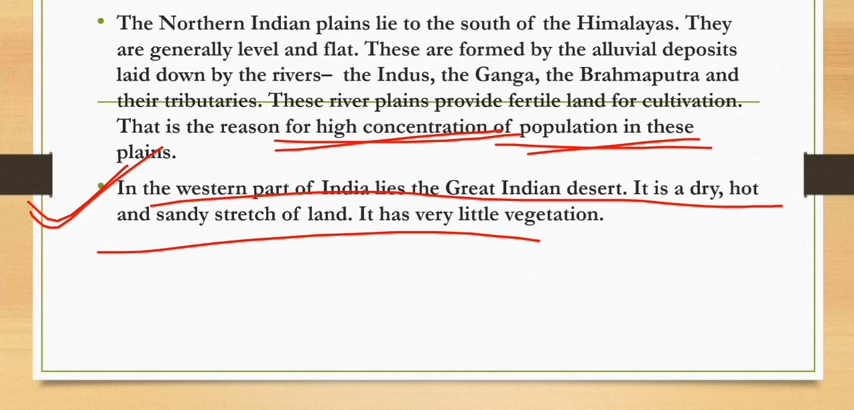 • The Northern Indian plains lie to the south of the Himalayas. They
are generally level and flat. These are formed by the alluvial deposits
laid down by the rivers– the Indus, the Ganga, the Brahmaputra and
their tributaries. These river plains provide fertile land for cultivation.
That is the reason for high concentration of population in these
plains.
• In the western part of India lies the Great Indian desert. It is a dry, hot
and sandy stretch of land. It has very little vegetation.